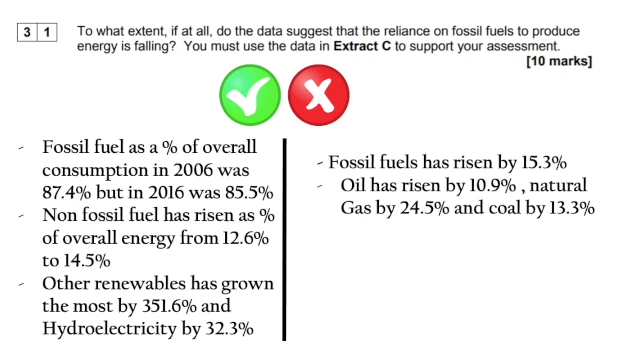 3 1 To what extent, if at all, do the data suggest that the reliance on fossil fuels to produce
energy is falling? You must use the data in Extract C to support your assessment.
[10 marks]
- Fossil fuel as a % of overall
consumption in 2006 was
87.4% but in 2016 was 85.5%
- Non fossil fuel has risen as %
of overall energy from 12.6%
to 14.5%
- Other renewables has grown
the most by 351.6% and
Hydroelectricity by 32.3%
- Fossil fuels has risen by 15.3%
- Oil has risen by 10.9% , natural
Gas by 24.5% and coal by 13.3%